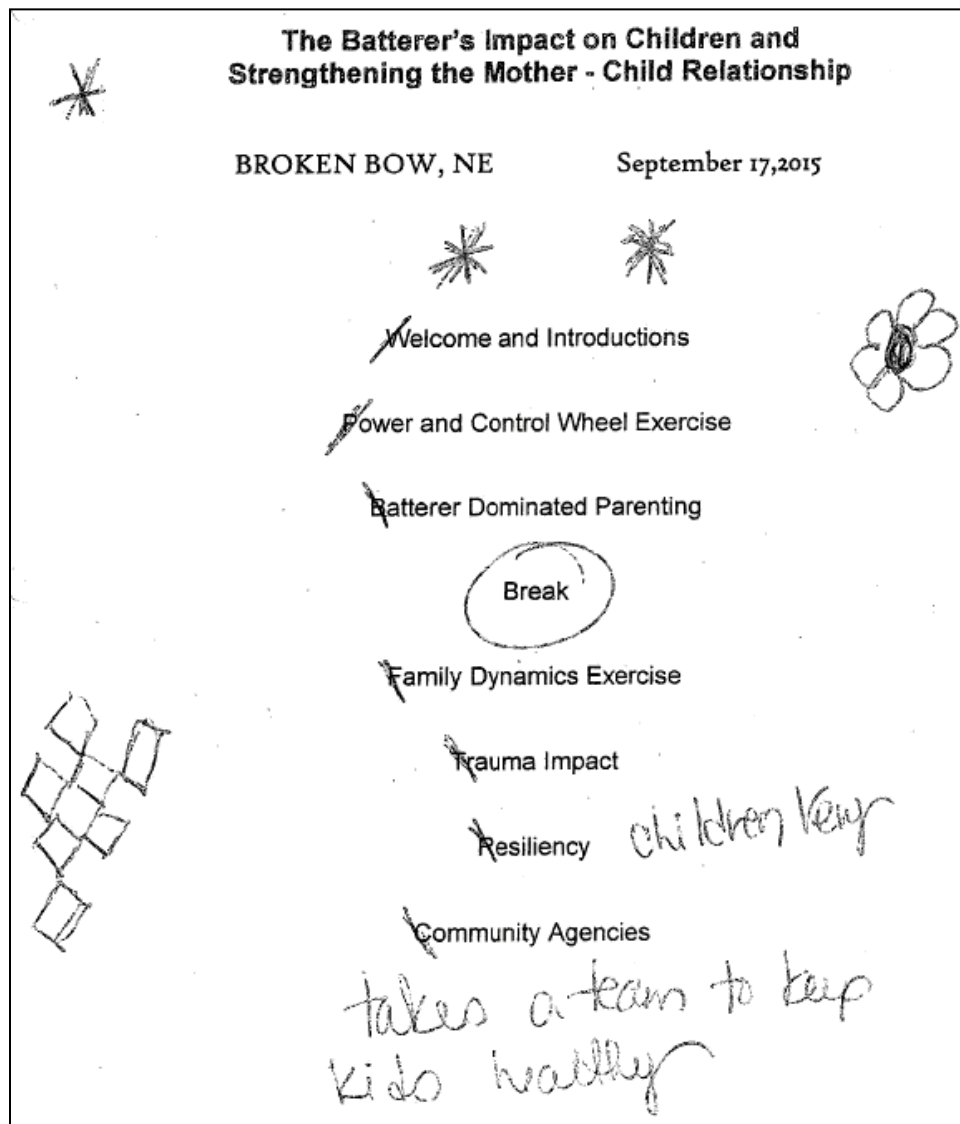 The Batterer's Impact on Children and
Strengthening the Mother - Child Relationship
BROKEN BOW, NE September 17,2015
Welcome and Introductions
Power and Control Wheel Exercise
Batterer Dominated Parenting
Break
Family Dynamics Exercise
Trauma Impact
Resiliency children very
Community Agencies
takes a team to keep
kids healthy